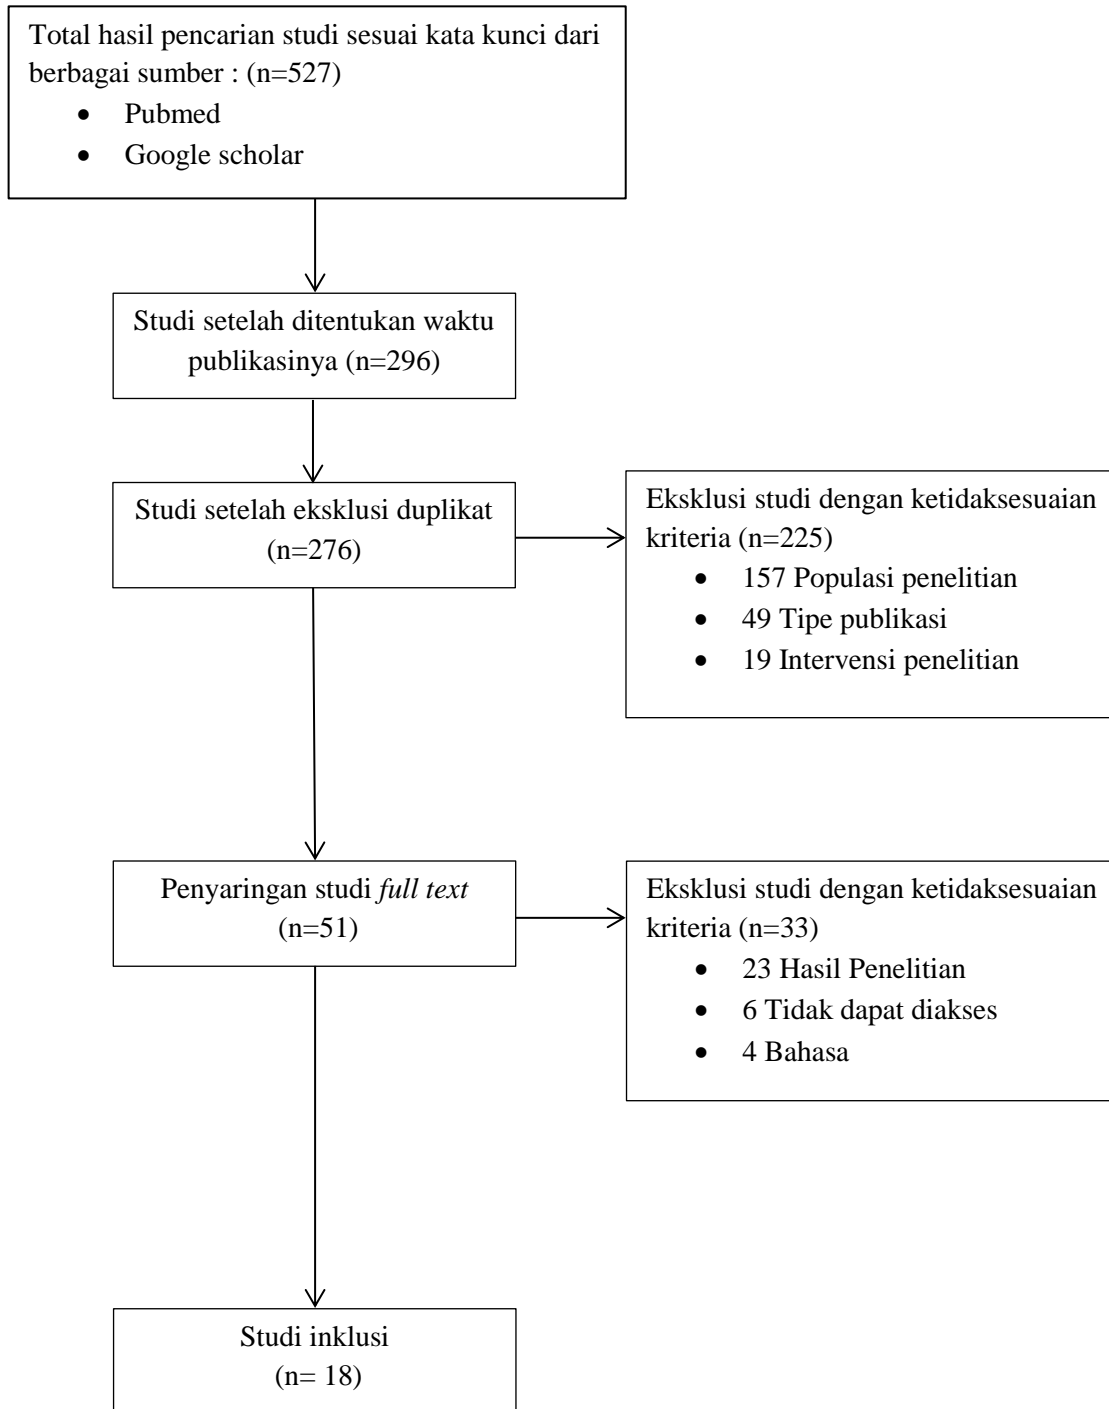 Total hasil pencarian studi sesuai kata kunci dari
berbagai sumber : (n=527)
• Pubmed
• Google scholar
Studi setelah ditentukan waktu
publikasinya (n=296)
Studi setelah eksklusi duplikat
(n=276)
Eksklusi studi dengan ketidaksesuaian
kriteria (n=225)
• 157 Populasi penelitian
• 49 Tipe publikasi
• 19 Intervensi penelitian
Penyaringan studi full text
(n=51)
Eksklusi studi dengan ketidaksesuaian
kriteria (n=33)
• 23 Hasil Penelitian
• 6 Tidak dapat diakses
• 4 Bahasa
Studi inklusi
(n= 18)